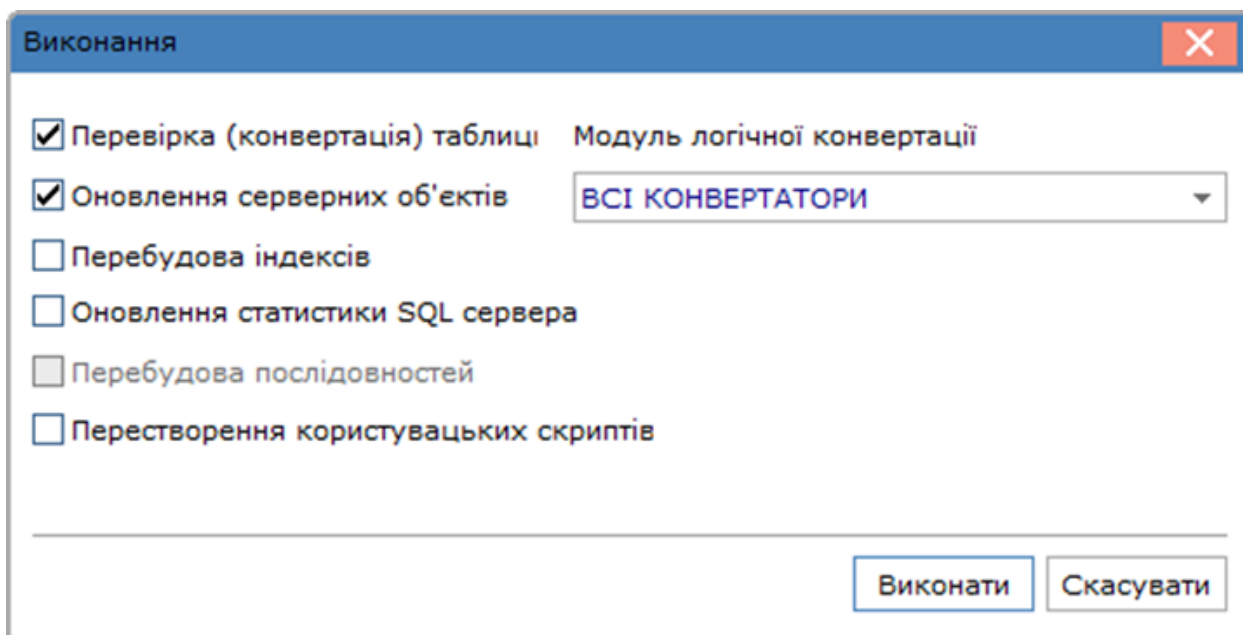 Виконання
Перевірка (конвертація) таблиці Модуль логічної конвертації
Оновлення серверних об'єктів ВСІ КОНВЕРТАТОРИ
Перебудова індексів
Оновлення статистики SQL сервера
Перебудова послідовностей
Перестворення користувацьких скриптів
Виконати Скасувати